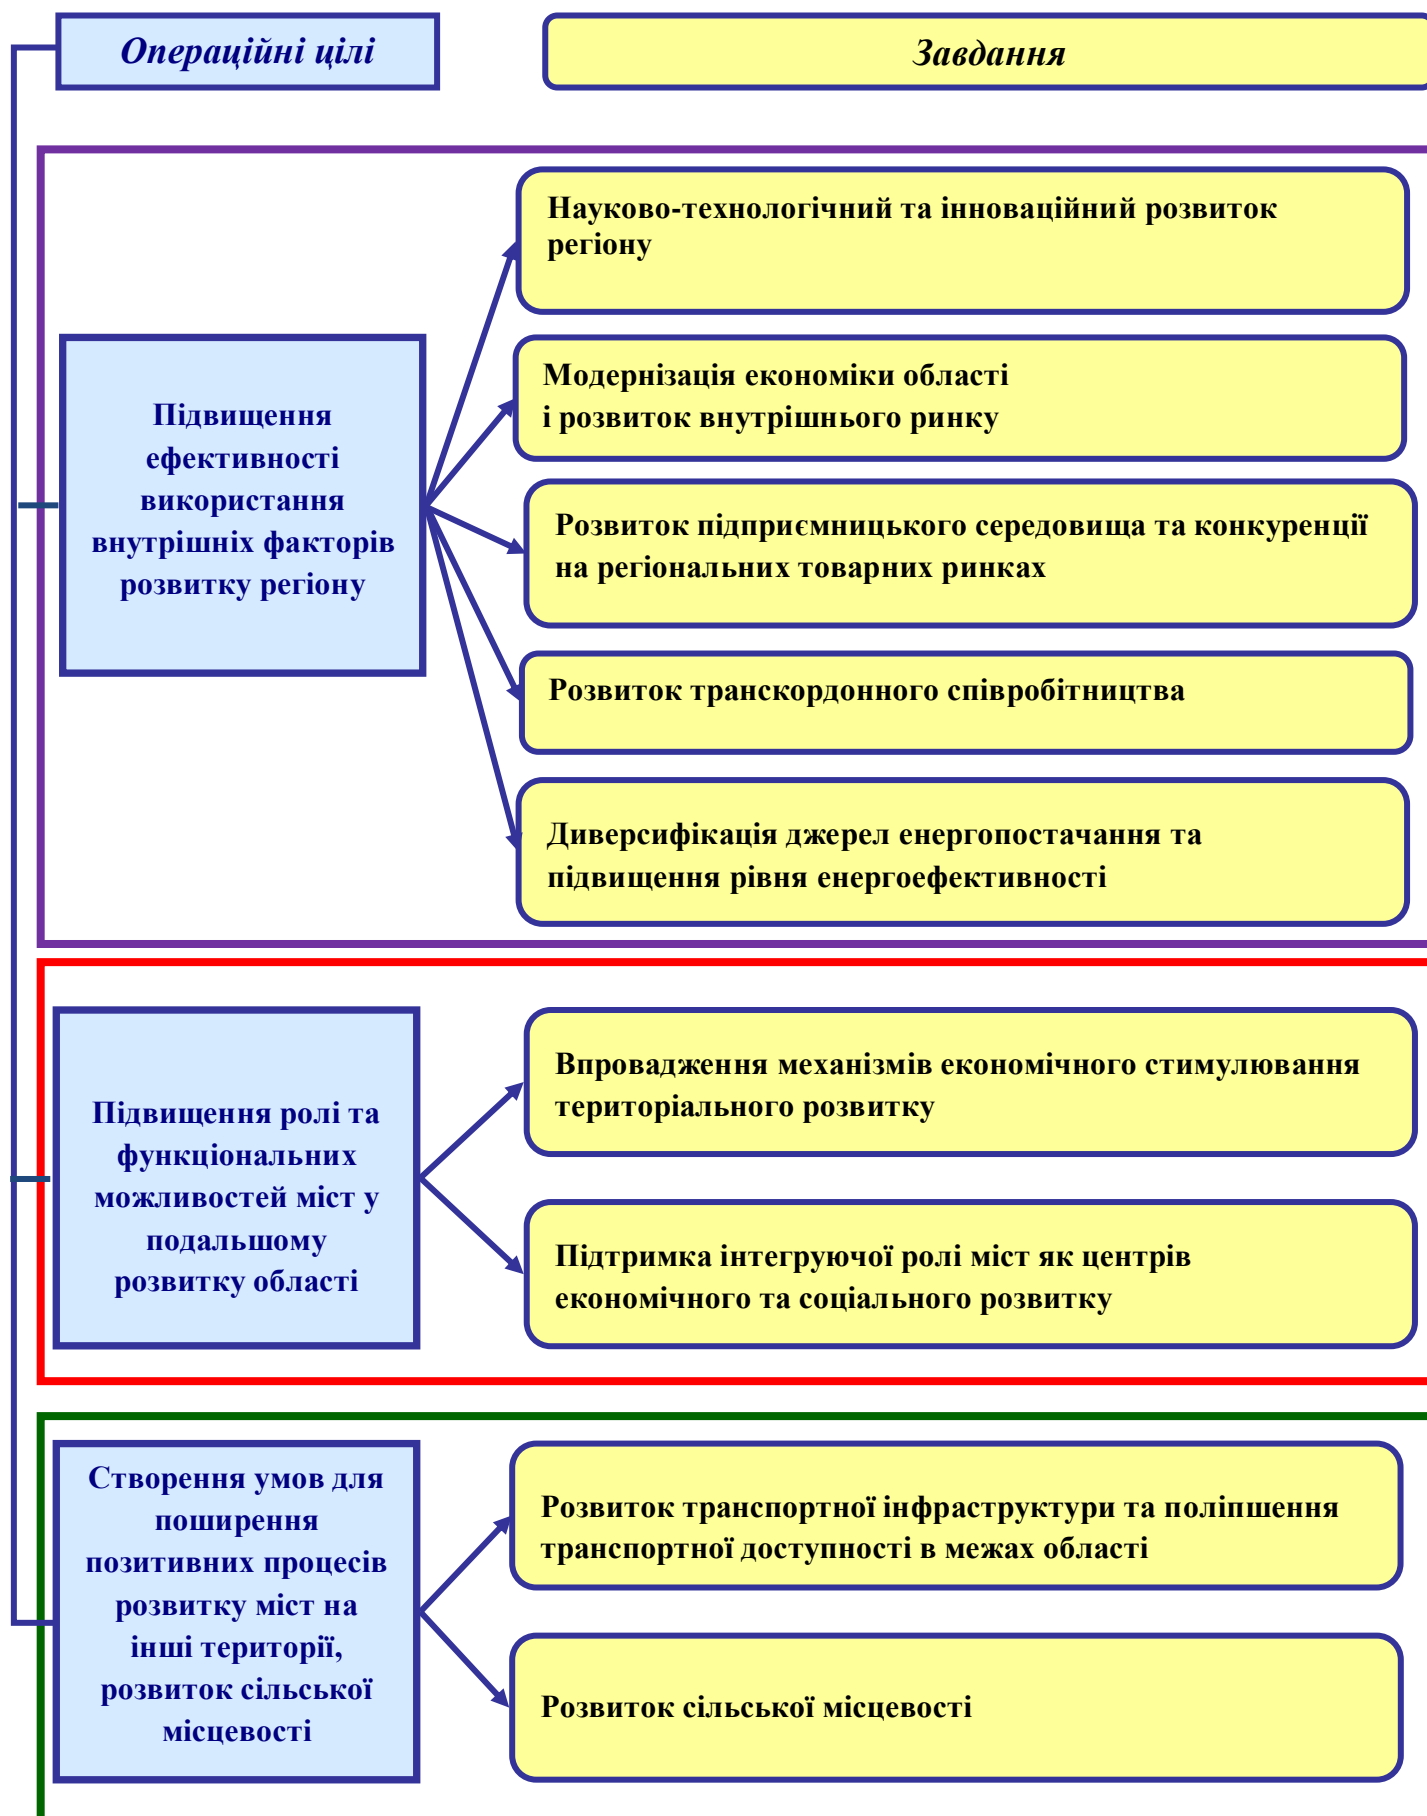 Операційні цілі
Завдання
Підвищення
ефективності
використання
внутрішніх факторів
розвитку регіону
Науково-технологічний та інноваційний розвиток
регіону
Модернізація економіки області
і розвиток внутрішнього ринку
Розвиток підприємницького середовища та конкуренції
на регіональних товарних ринках
Розвиток транскордонного співробітництва
Диверсифікація джерел енергопостачання та
підвищення рівня енергоефективності
Підвищення ролі та
функціональних
можливостей міст у
подальшому
розвитку області
Впровадження механізмів економічного стимулювання
територіального розвитку
Підтримка інтегруючої ролі міст як центрів
економічного та соціального розвитку
Створення умов для
поширення
позитивних процесів
розвитку міст на
інші території,
розвиток сільської
місцевості
Розвиток транспортної інфраструктури та поліпшення
транспортної доступності в межах області
Розвиток сільської місцевості